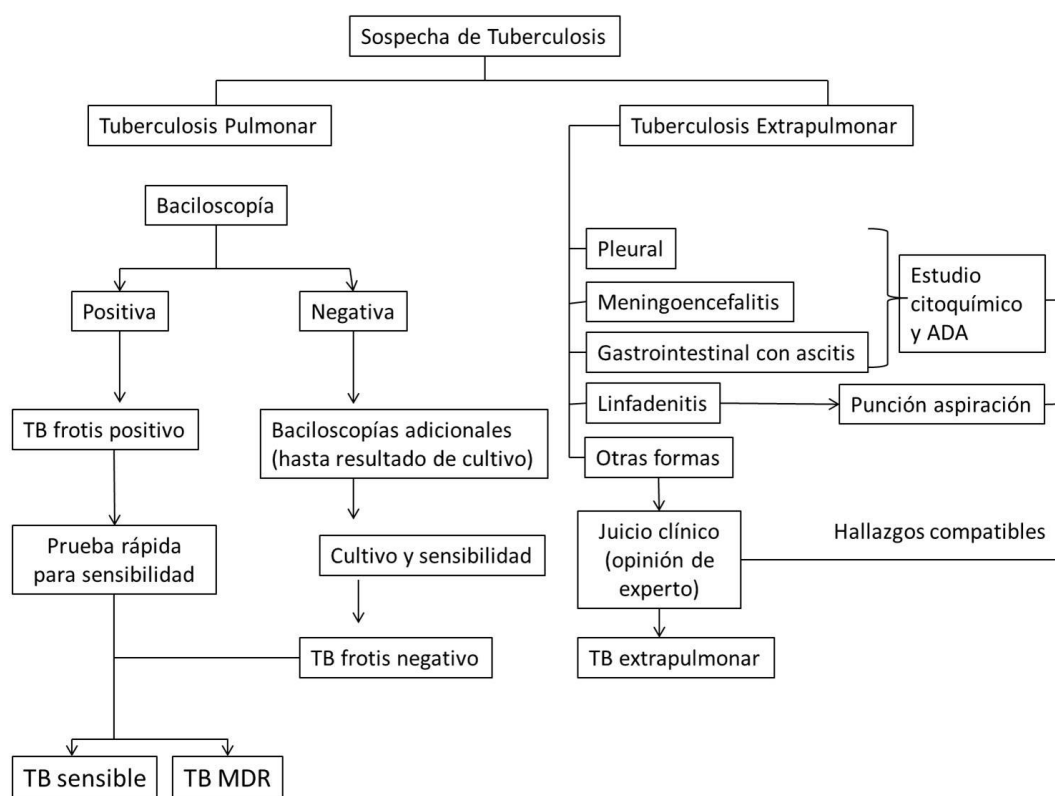 Sospecha de Tuberculosis
Tuberculosis Pulmonar
Tuberculosis Extrapulmonar
Baciloscopía
Positiva
Negativa
TB frotis positivo
Baciloscopías adicionales
(hasta resultado de cultivo)
Prueba rápida
para sensibilidad
Cultivo y sensibilidad
TB frotis negativo
TB sensible
TB MDR
Pleural
Meningoencefalitis
Gastrointestinal con ascitis
Estudio
citoquímico
y ADA
Linfadenitis
Punción aspiración
Otras formas
Juicio clínico
(opinión de
experto)
Hallazgos compatibles
TB extrapulmonar